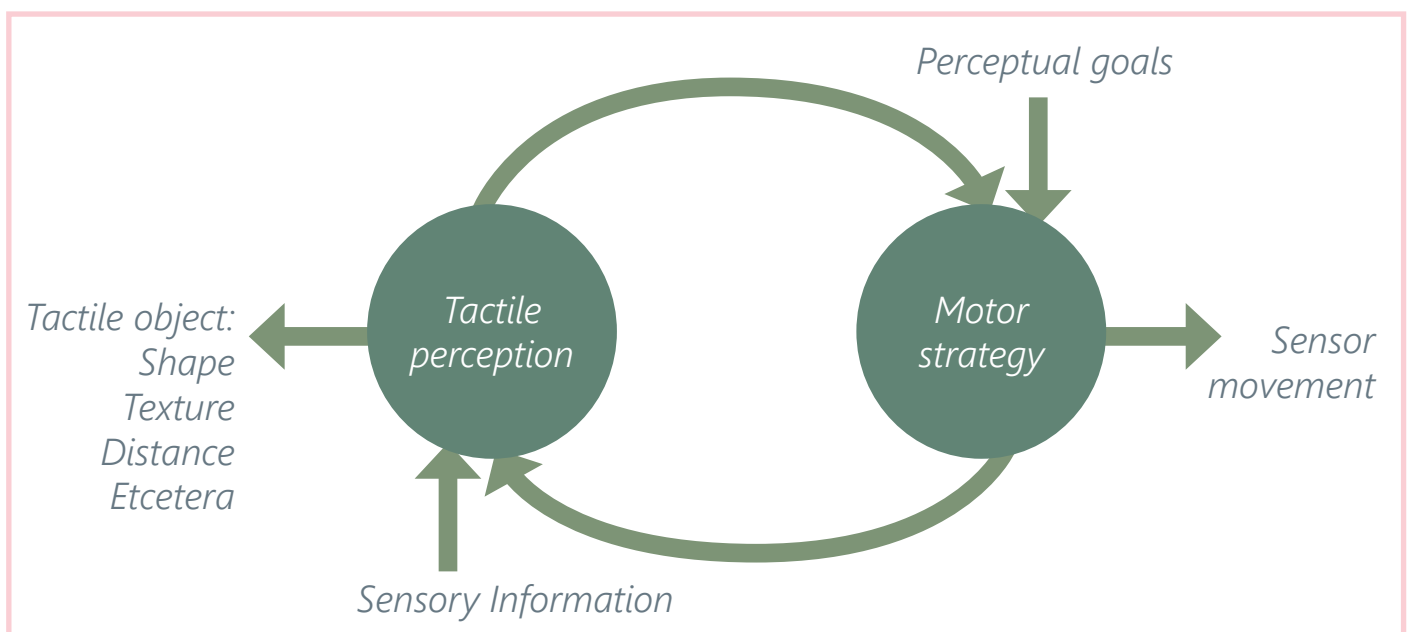 Perceptual goals
Tactile
perception
Motor
strategy
Tactile object:
Shape
Texture
Distance
Etcetera
Sensor
movement
Sensory Information